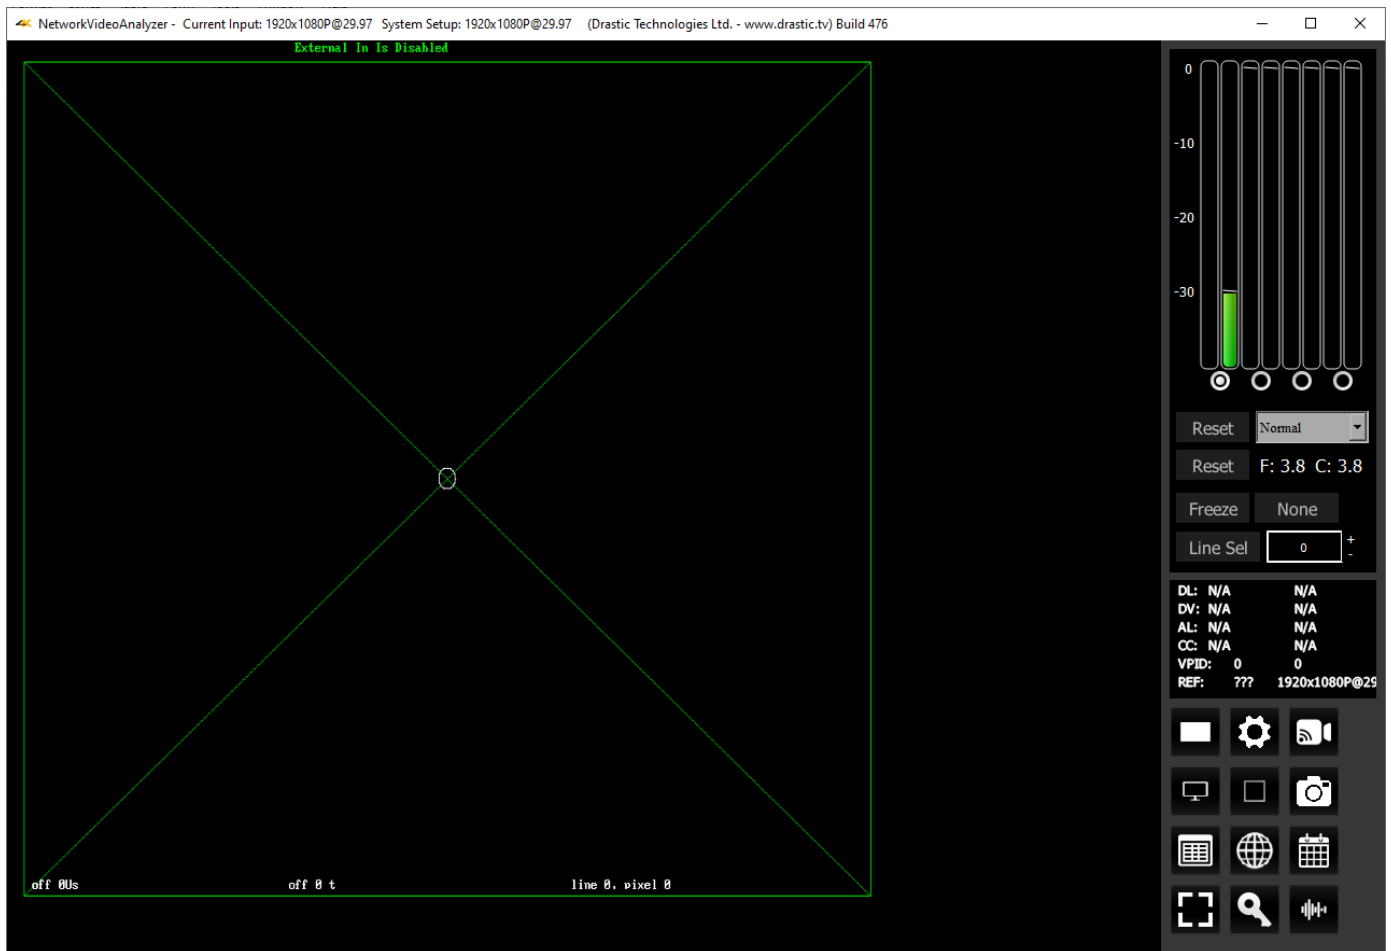 NetworkVideoAnalyzer - Current Input: 1920x1080P@29.97 System Setup: 1920x1080P@29.97 (Drastic Technologies Ltd. - www.drastic.tv) Build 476
External In Is Disabled
0
-10
-20
-30
Reset Normal
Reset F: 3.8 C: 3.8
Freeze None
Line Sel 0 + -
DL: N/A N/A
DV: N/A N/A
AL: N/A N/A
CC: N/A N/A
VPID: 0 0
REF: ??? 1920x1080P@29
off 0Us off 0 t line 0, pixel 0